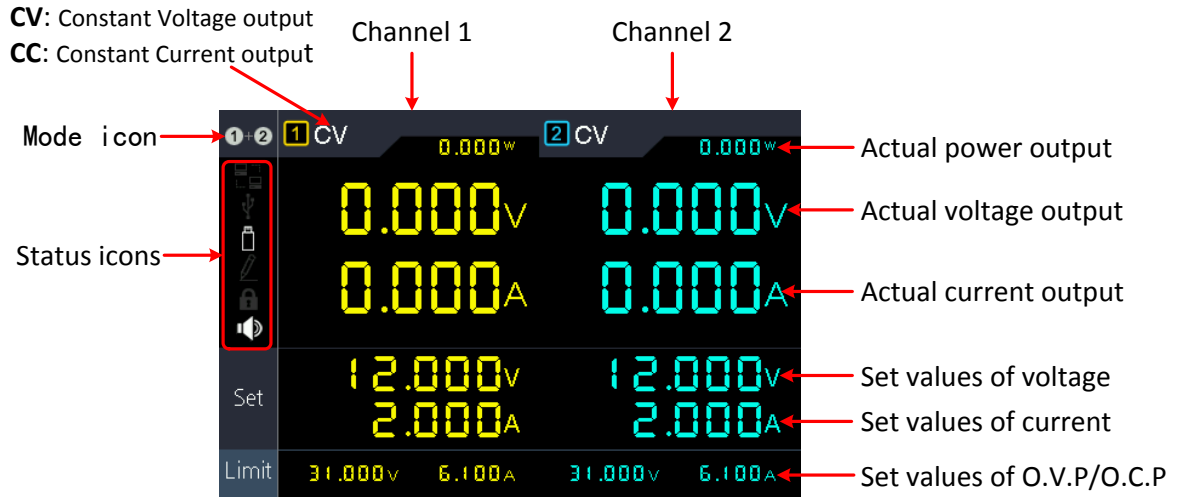 CV: Constant Voltage output
CC: Constant Current output
Channel 1
Channel 2
Mode icon
1+2
1 CV
0.000W
2 CV
0.000W
Actual power output
0.000V
0.000V
Actual voltage output
Status icons
0.000A
0.000A
Actual current output
Set
12.000V
12.000V
Set values of voltage
2.000A
2.000A
Set values of current
Limit
31.000V
6.100A
31.000V
6.100A
Set values of O.V.P/O.C.P